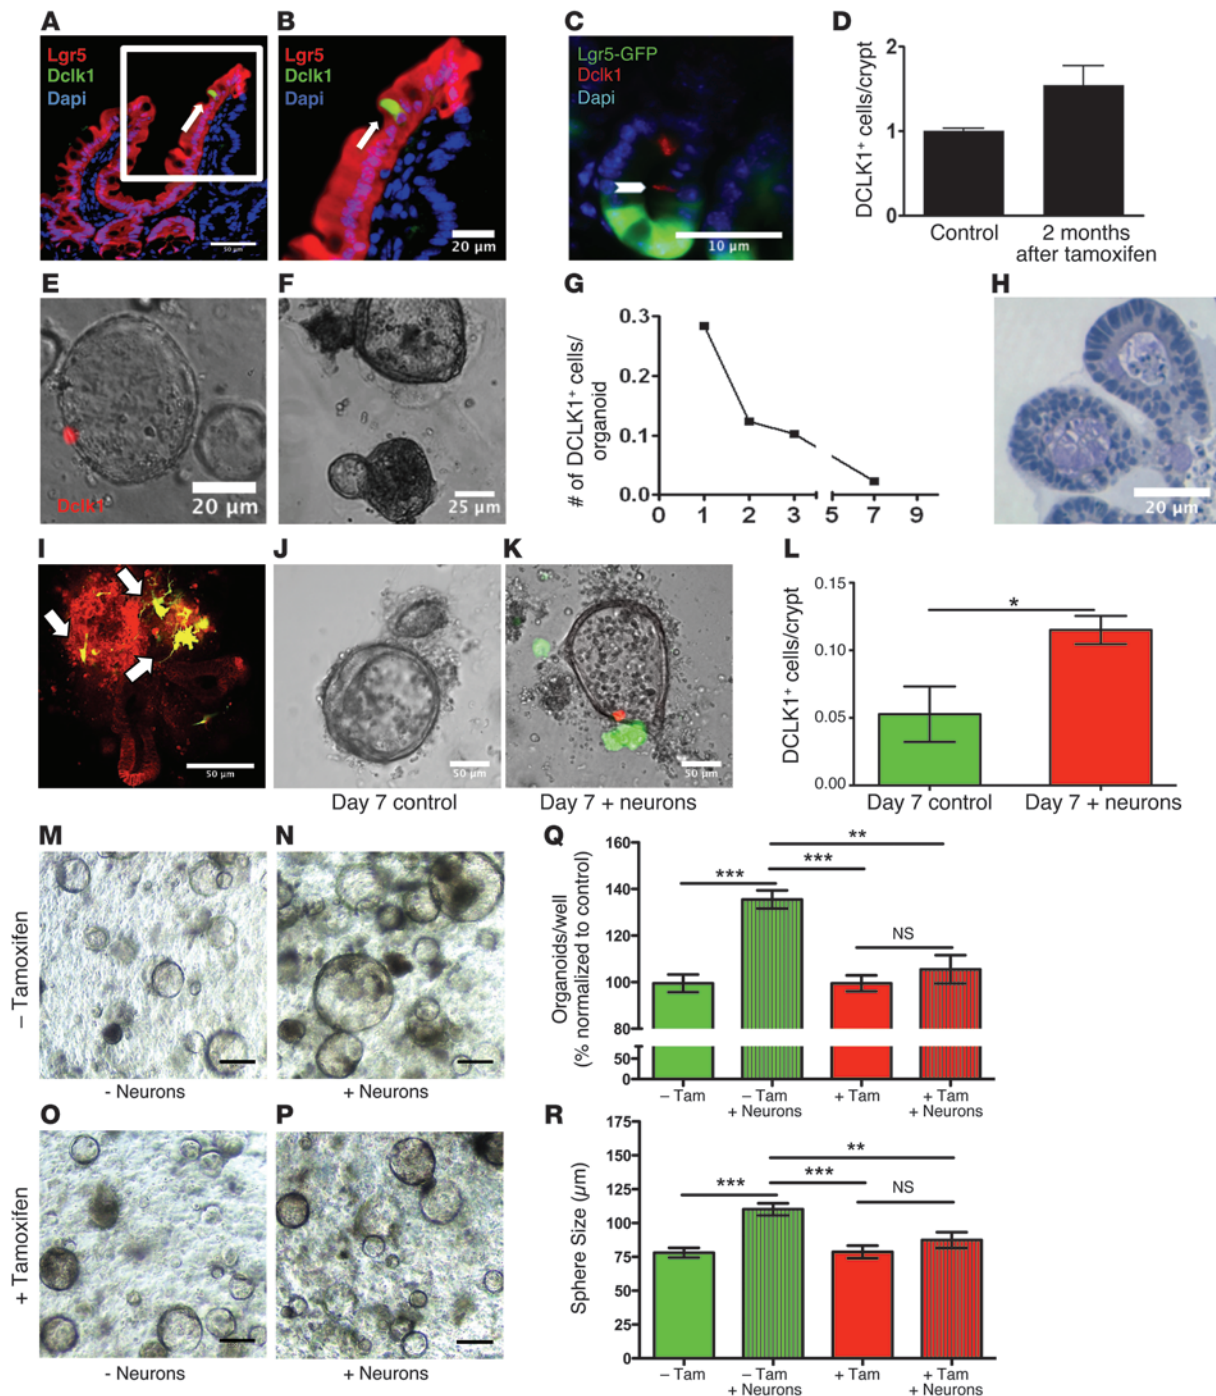 A
Lgr5
Dclk1
Dapi
50 µm
B
Lgr5
Dclk1
Dapi
20 µm
C
Lgr5-GFP
Dclk1
Dapi
10 µm
D
DCLK1+ cells/crypt
2
1
0
Control
2 months
after tamoxifen
E
Dclk1
20 µm
F
25 µm
G
# of DCLK1+ cells/
organoid
0.3
0.2
0.1
0.0
0 1 2 3 5 7 9
H
20 µm
I
50 µm
J
50 µm
Day 7 control
K
50 µm
Day 7 + neurons
L
DCLK1+ cells/crypt
0.15
0.10
0.05
0.00
*
Day 7 control
Day 7 + neurons
– Tamoxifen
M
- Neurons
N
+ Neurons
+ Tamoxifen
O
- Neurons
P
+ Neurons
Q
Organoids/well
(% normalized to control)
160
140
120
100
80
50
0
**
***
***
NS
– Tam
– Tam
+ Neurons
+ Tam
+ Tam
+ Neurons
R
Sphere Size (µm)
175
150
125
100
75
50
25
0
**
***
***
NS
– Tam
– Tam
+ Neurons
+ Tam
+ Tam
+ Neurons